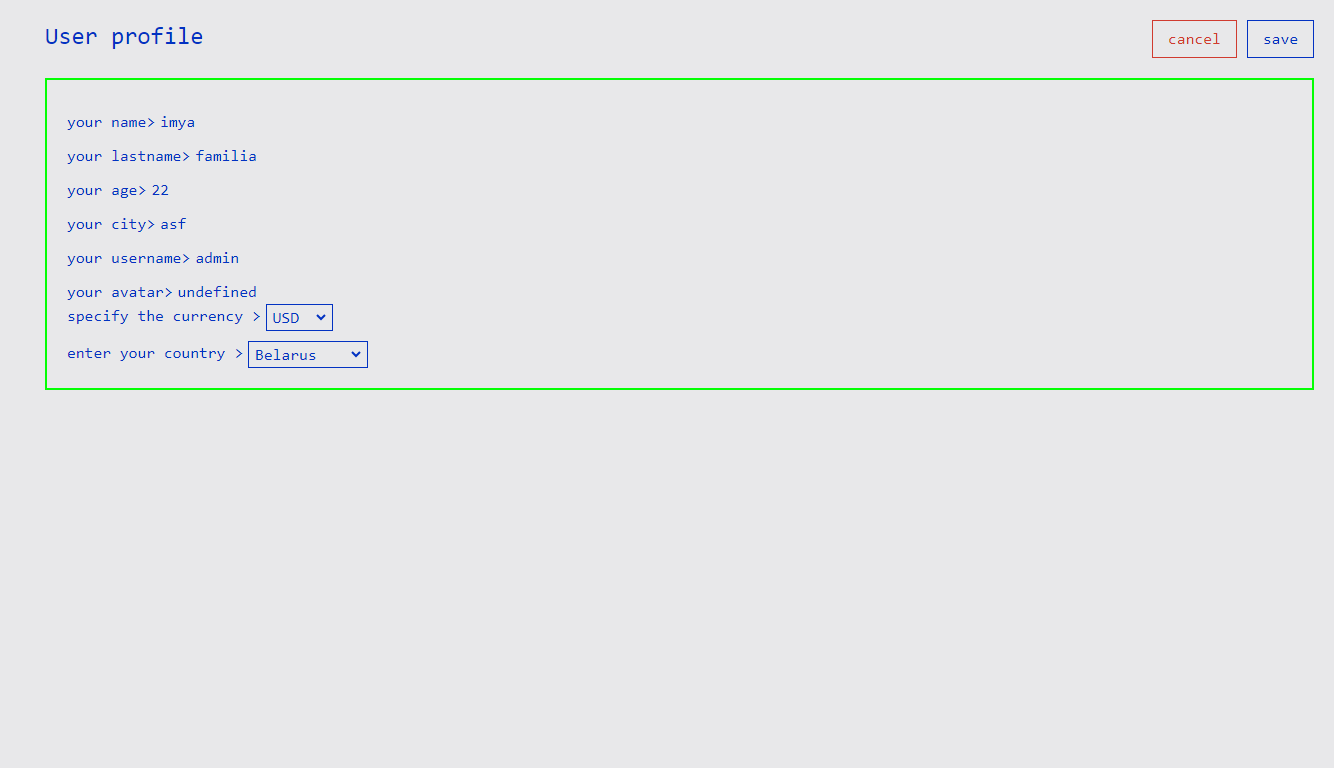 User profile
cancel
save
your name> imya
your lastname> familia
your age> 22
your city> asf
your username> admin
your avatar> undefined
specify the currency > USD
enter your country > Belarus